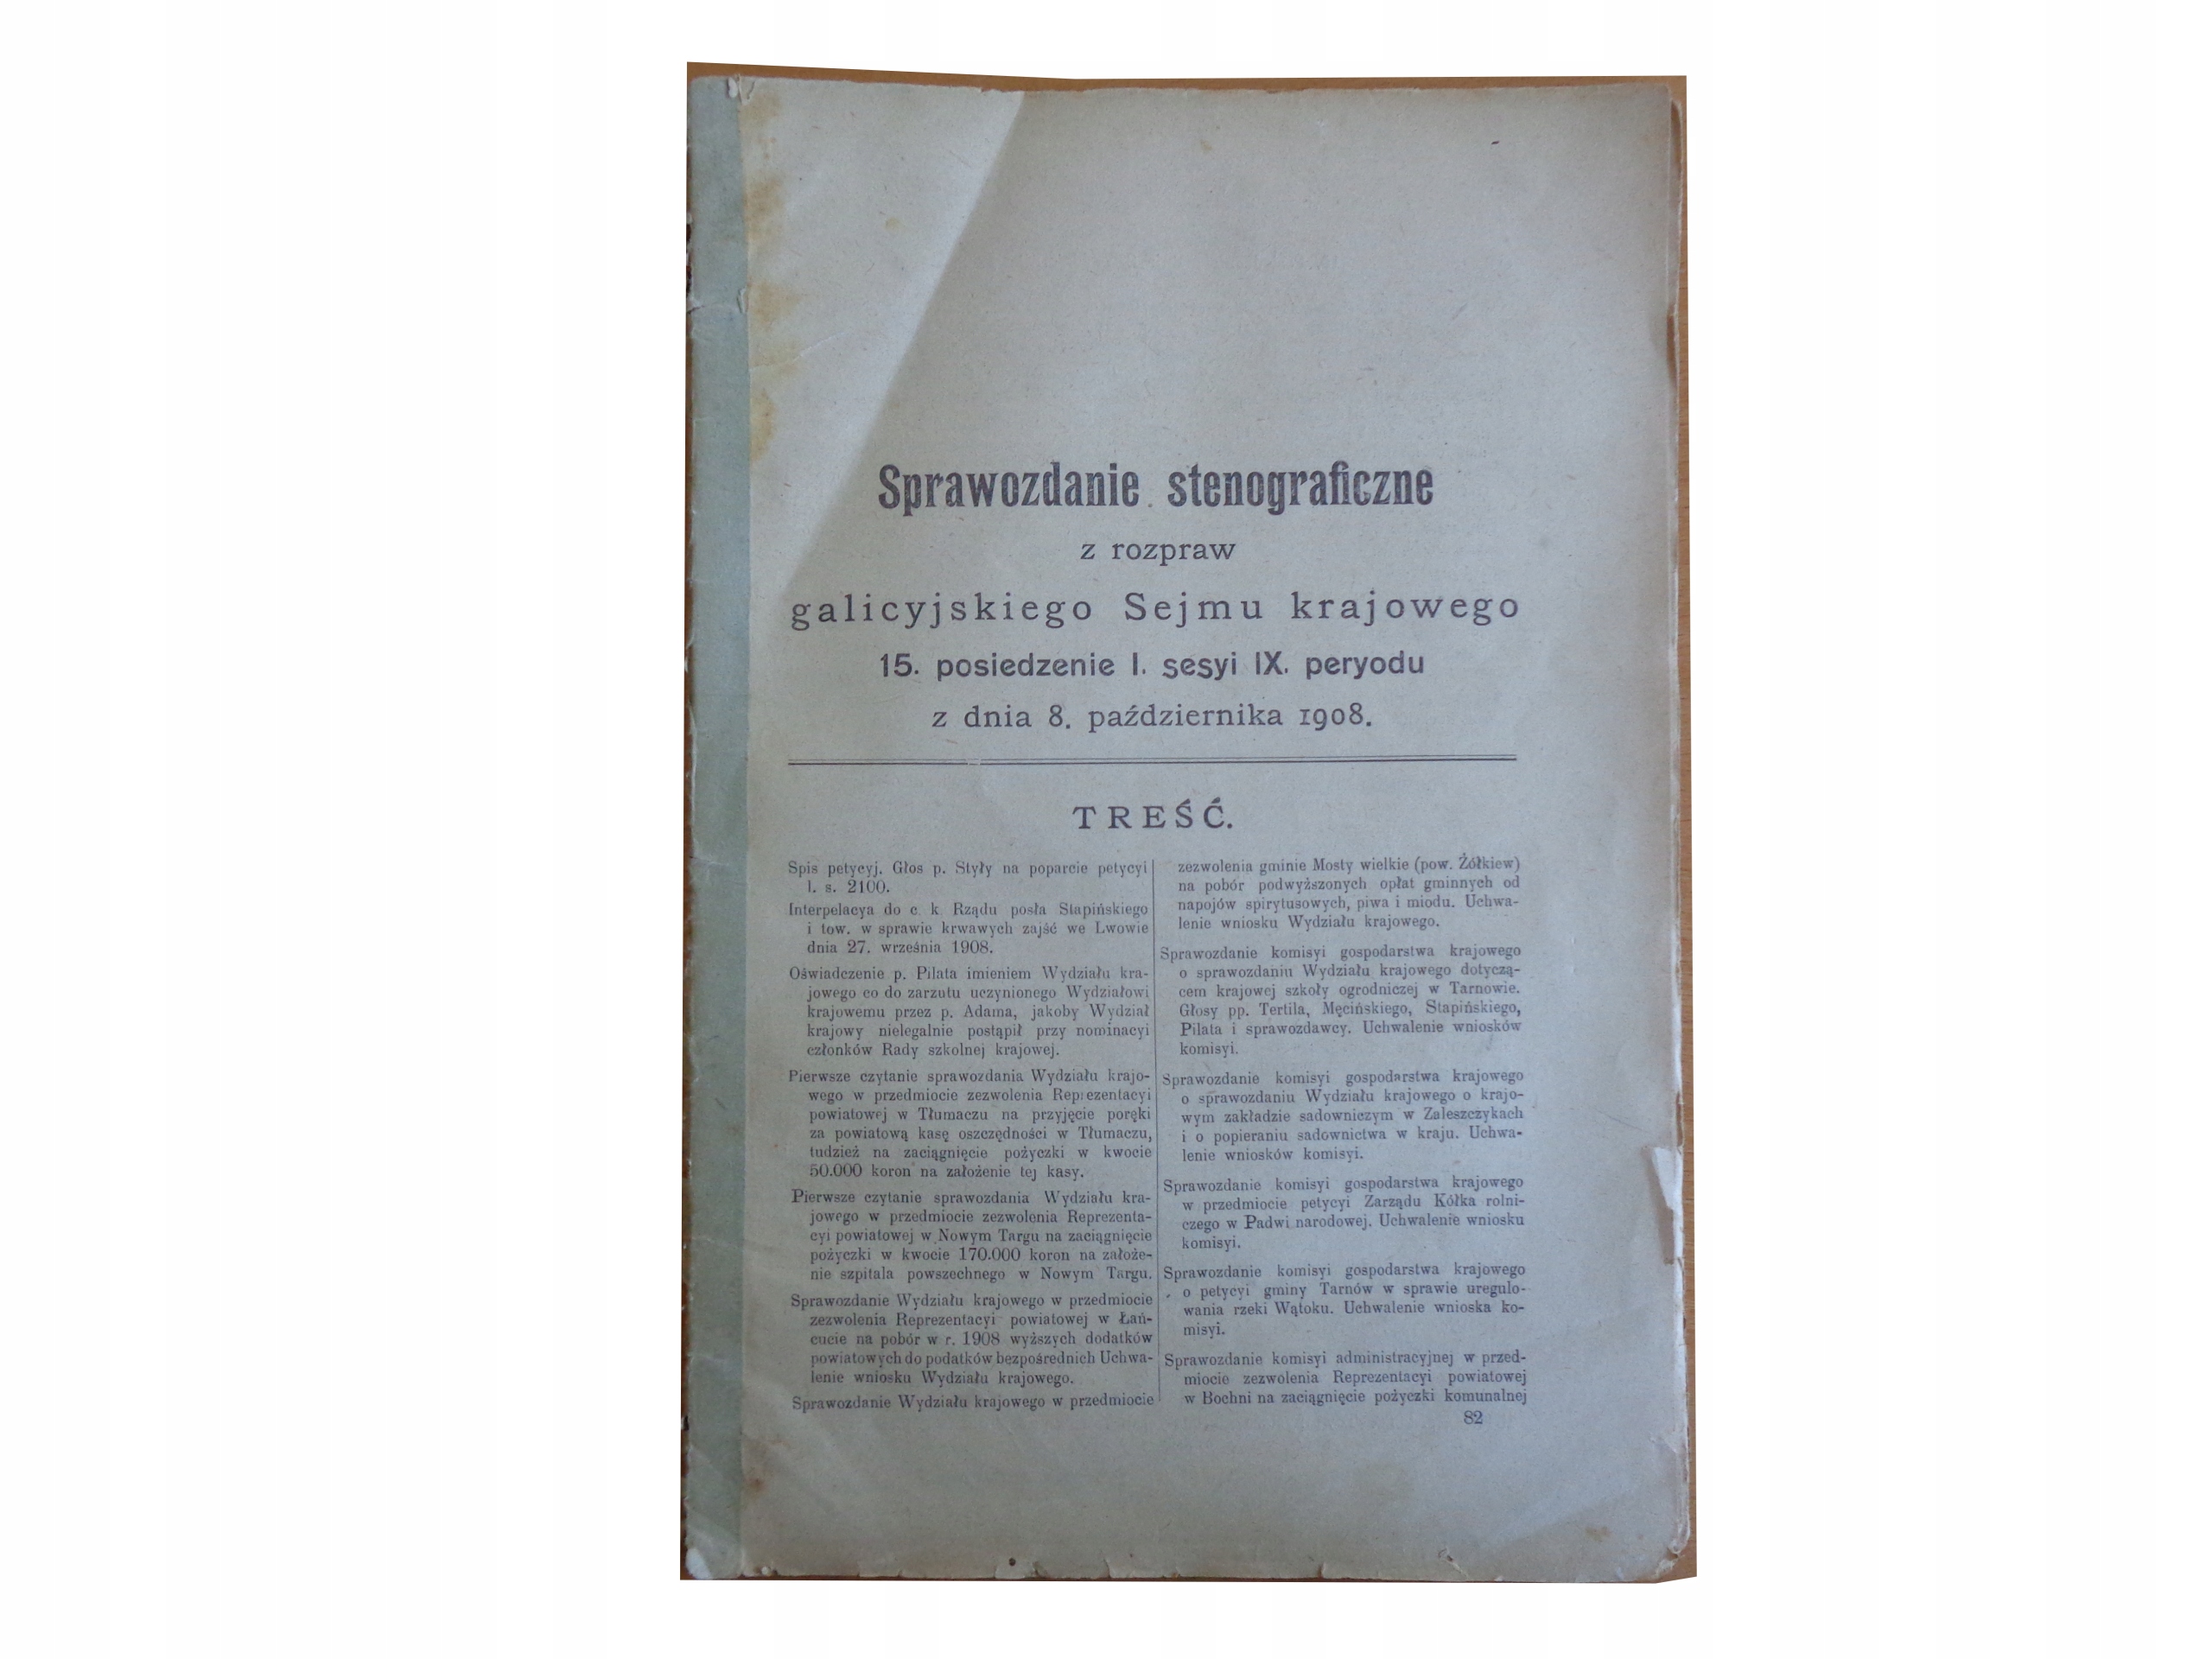 Sprawozdanie stenograficzne
z rozpraw
galicyjskiego Sejmu krajowego
15. posiedzenie I. sesyi IX. peryodu
z dnia 8. października 1908.
TREŚĆ.
Spis petycyj. Głos p. Styły na poparcie petycyi
l. s. 2100.
Interpelacya do c. k. Rządu posła Stapińskiego
i tow. w sprawie krwawych zajść we Lwowie
dnia 27. września 1908.
Oświadczenie p. Pilata imieniem Wydziału kra-
jowego co do zarzutu uczynionego Wydziałowi
krajowemu przez p. Adama, jakoby Wydział
krajowy nielegalnie postąpił przy nominacyi
członków Rady szkolnej krajowej.
Pierwsze czytanie sprawozdania Wydziału krajo-
wego w przedmiocie zezwolenia Reprezentacyi
powiatowej w Tłumaczu na przyjęcie poręki
za powiatową kasę oszczędności w Tłumaczu,
tudzież na zaciągnięcie pożyczki w kwocie
50.000 koron na założenie tej kasy.
Pierwsze czytanie sprawozdania Wydziału kra-
jowego w przedmiocie zezwolenia Reprezenta-
cyi powiatowej w Nowym Targu na zaciągnięcie
pożyczki w kwocie 170.000 koron na założe-
nie szpitala powszechnego w Nowym Targu.
Sprawozdanie Wydziału krajowego w przedmiocie
zezwolenia Reprezentacyi powiatowej w Łań-
cucie na pobór w r. 1908 wyższych dodatków
powiatowych do podatków bezpośrednich Uchwa-
lenie wniosku Wydziału krajowego.
Sprawozdanie Wydziału krajowego w przedmiocie
zezwolenia gminie Mosty wielkie (pow. Żółkiew)
na pobór podwyższonych opłat gminnych od
napojów spirytusowych, piwa i miodu. Uchwa-
lenie wniosku Wydziału krajowego.
Sprawozdanie komisyi gospodarstwa krajowego
o sprawozdaniu Wydziału krajowego dotyczą-
cem krajowej szkoły ogrodniczej w Tarnowie.
Głosy pp. Tertila, Męcińskiego, Stapińskiego,
Pilata i sprawozdawcy. Uchwalenie wniosków
komisyi.
Sprawozdanie komisyi gospodarstwa krajowego
o sprawozdaniu Wydziału krajowego o krajo-
wym zakładzie sadowniczym w Zaleszczykach
i o popieraniu sadownictwa w kraju. Uchwa-
lenie wniosków komisyi.
Sprawozdanie komisyi gospodarstwa krajowego
w przedmiocie petycyi Zarządu Kółka rolni-
czego w Padwi narodowej. Uchwalenie wniosku
komisyi.
Sprawozdanie komisyi gospodarstwa krajowego
o petycyi gminy Tarnów w sprawie uregulo-
wania rzeki Wątoku. Uchwalenie wnioska ko-
misyi.
Sprawozdanie komisyi administracyjnej w przed-
miocie zezwolenia Reprezentacyi powiatowej
w Bochni na zaciągnięcie pożyczki komunalnej
82